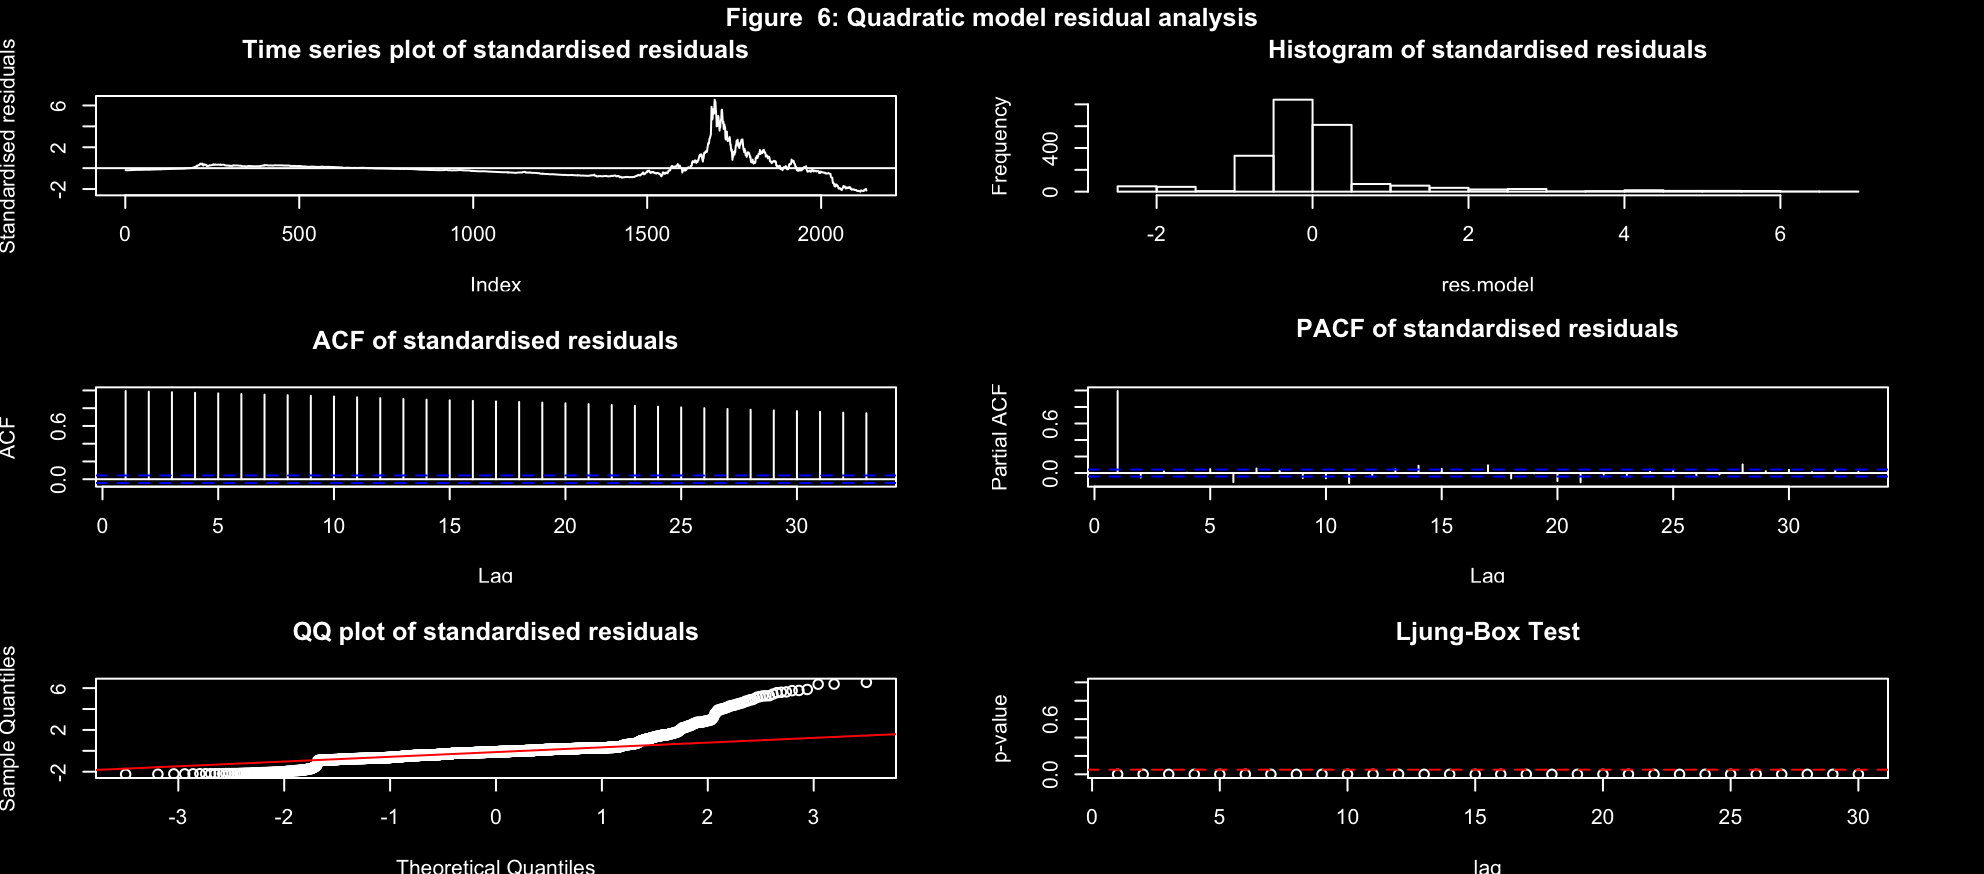 Figure  6: Quadratic model residual analysis
Time series plot of standardised residuals
Standardised residuals
6
2
-2
0 500 1000 1500 2000
Index
Histogram of standardised residuals
Frequency
400
0
-2 0 2 4 6
res.model
ACF of standardised residuals
ACF
0.6
0.0
0 5 10 15 20 25 30
Lag
PACF of standardised residuals
Partial ACF
0.6
0.0
0 5 10 15 20 25 30
Lag
QQ plot of standardised residuals
Sample Quantiles
6
2
-2
-3 -2 -1 0 1 2 3
Theoretical Quantiles
Ljung-Box Test
p-value
0.6
0.0
0 5 10 15 20 25 30
lag